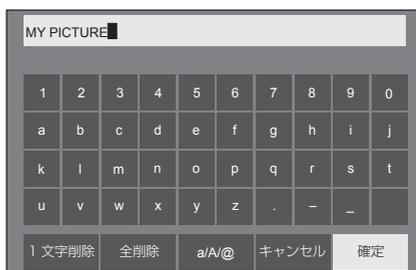 MY PICTURE
1 2 3 4 5 6 7 8 9 0
a b c d e f g h i j
k l m n o p q r s t
u v w x y z . – _
1文字削除 全削除 a/A/@ キャンセル 確定